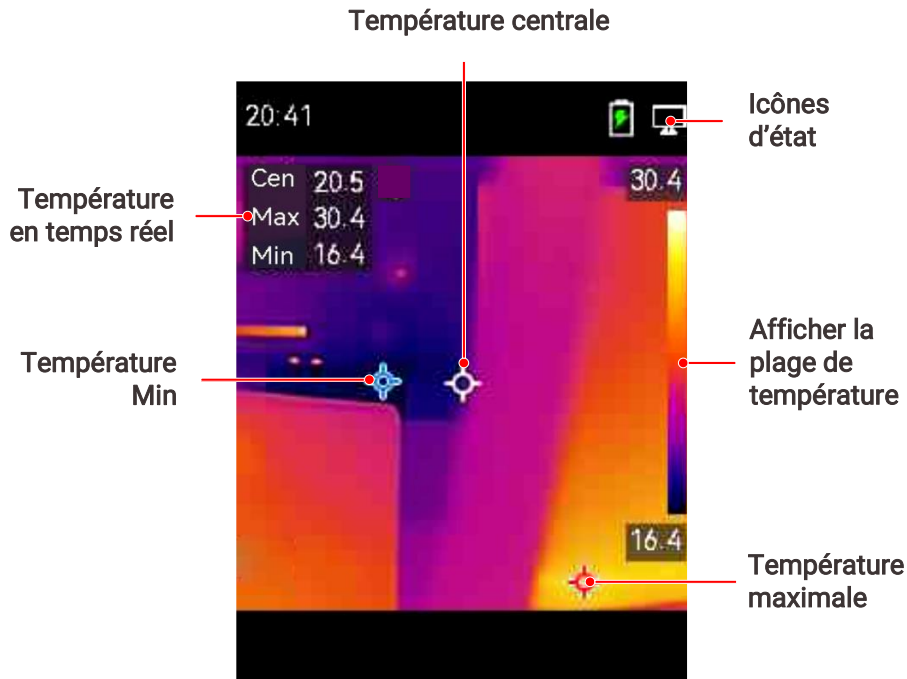 Température centrale
20:41
Icônes
d'état
Température
en temps réel
Cen 20.5
Max 30.4
Min 16.4
30.4
Température
Min
Afficher la
plage de
température
16.4
Température
maximale